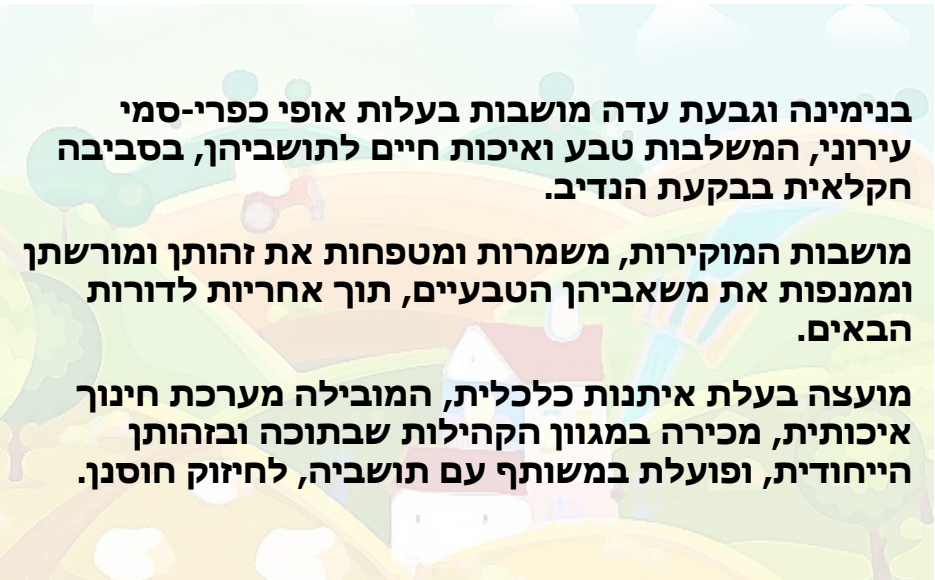 בנימינה וגבעת עדה מושבות בעלות אופי כפרי-סמי
עירוני, המשלבות טבע ואיכות חיים לתושביהן, בסביבה
חקלאית בבקעת הנדיב.
מושבות המוקירות, משמרות ומטפחות את זהותן ומורשתן
וממנפות את משאביהן הטבעיים, תוך אחריות לדורות
הבאים.
מועצה בעלת איתנות כלכלית, המובילה מערכת חינוך
איכותית, מכירה במגוון הקהילות שבתוכה ובזהותן
הייחודית, ופועלת במשותף עם תושביה, לחיזוק חוסנן.